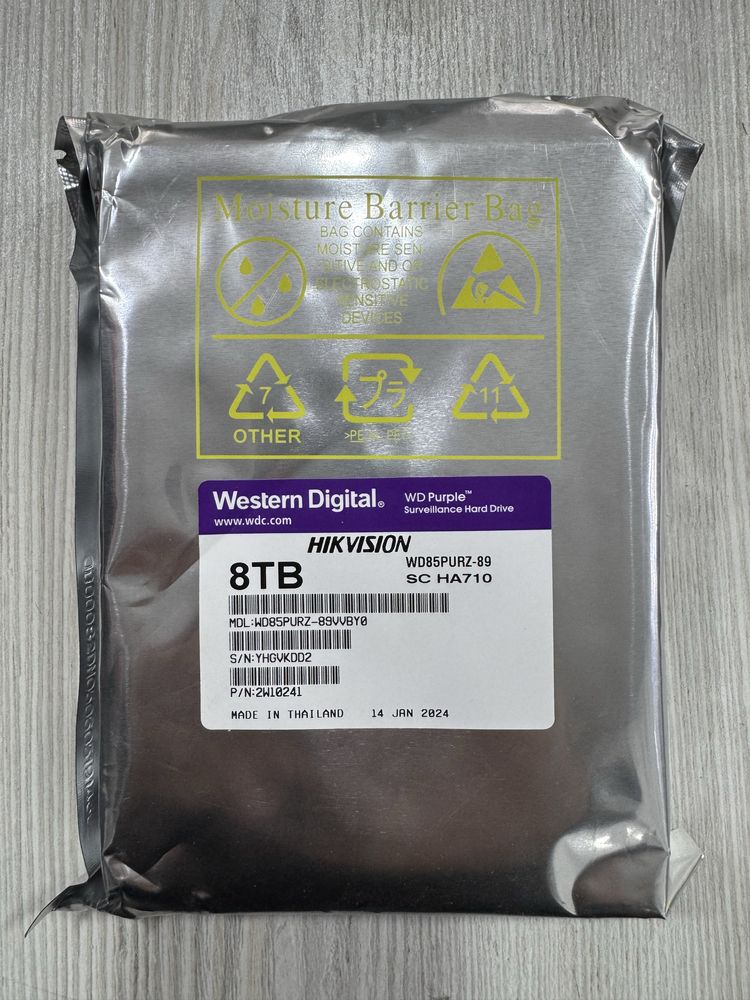 Moisture Barrier Bag
BAG CONTAINS
MOISTURE SEN-
SITIVE AND OR
ELECTROSTATIC
SENSITIVE
DEVICES
7
OTHER
プラ
11
Western Digital®
WD Purple™
www.wdc.com
Surveillance Hard Drive
HIKVISION
8TB
WD85PURZ-89
SC HA710
MDL:WD85PURZ-89VVBY0
S/N:YHGVKDD2
P/N:2W10241
MADE IN THAILAND 14 JAN 2024